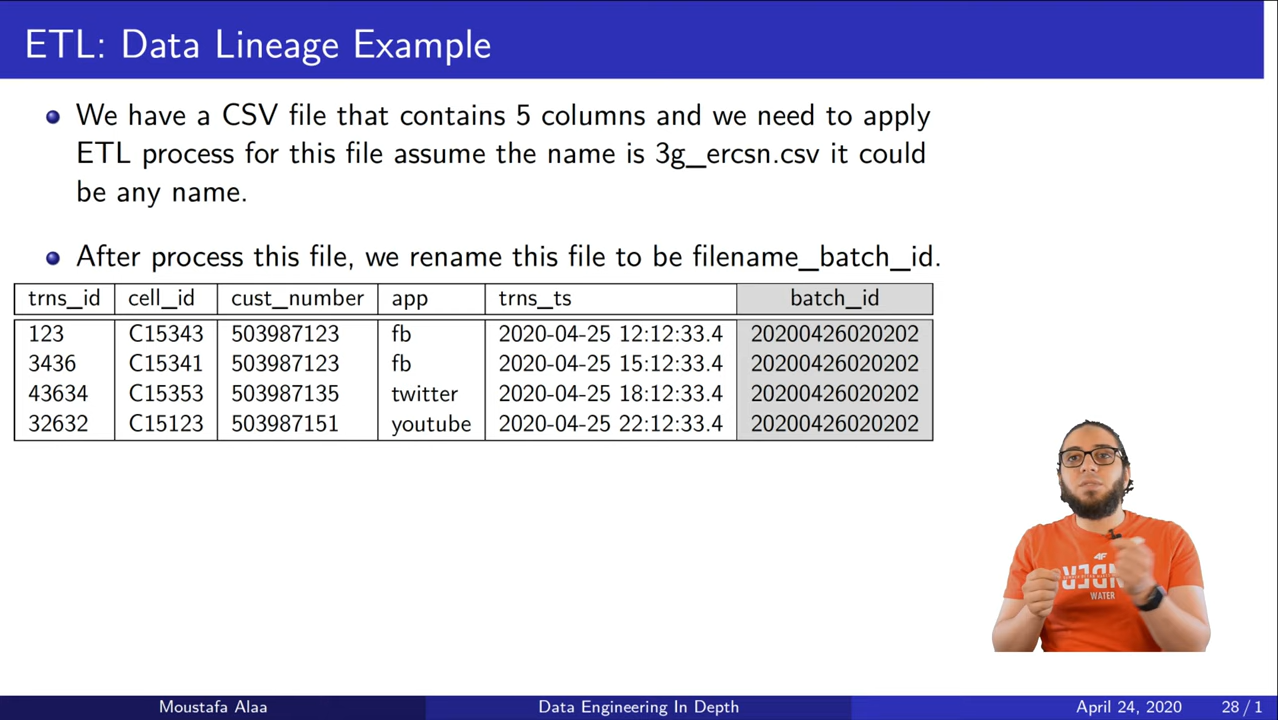 ETL: Data Lineage Example
We have a CSV file that contains 5 columns and we need to apply
ETL process for this file assume the name is 3g_ercsn.csv it could
be any name.
After process this file, we rename this file to be filename_batch_id.
trns_id cell_id cust_number app trns_ts batch_id
123 C15343 503987123 fb 2020-04-25 12:12:33.4 20200426020202
3436 C15341 503987123 fb 2020-04-25 15:12:33.4 20200426020202
43634 C15353 503987135 twitter 2020-04-25 18:12:33.4 20200426020202
32632 C15123 503987151 youtube 2020-04-25 22:12:33.4 20200426020202
WATER
Moustafa Alaa Data Engineering In Depth April 24, 2020 28 / 1